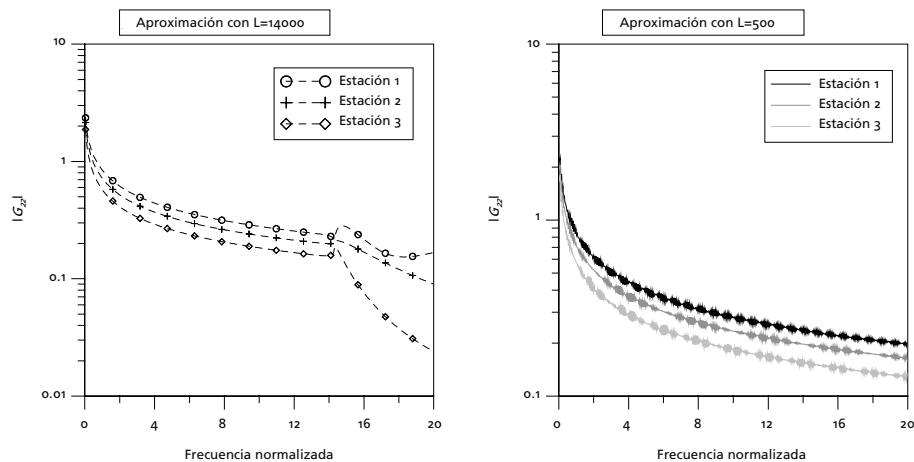 Aproximación con L=14000
10
1
0.1
0.01
|G22|
Estación 1
Estación 2
Estación 3
0 4 8 12 16 20
Frecuencia normalizada
Aproximación con L=500
10
1
0.1
|G22|
Estación 1
Estación 2
Estación 3
0 4 8 12 16 20
Frecuencia normalizada